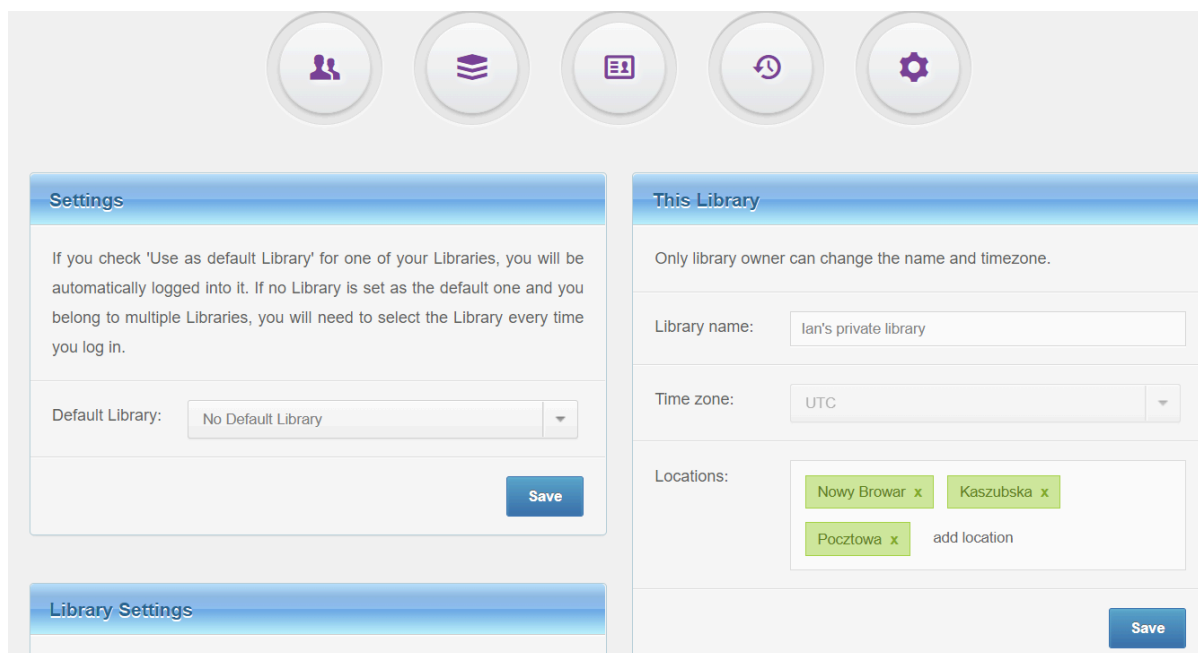 Settings
If you check 'Use as default Library' for one of your Libraries, you will be
automatically logged into it. If no Library is set as the default one and you
belong to multiple Libraries, you will need to select the Library every time
you log in.
Default Library:
No Default Library
Save
Library Settings
This Library
Only library owner can change the name and timezone.
Library name:
Ian's private library
Time zone:
UTC
Locations:
Nowy Browar x
Kaszubska x
Pocztowa x
add location
Save